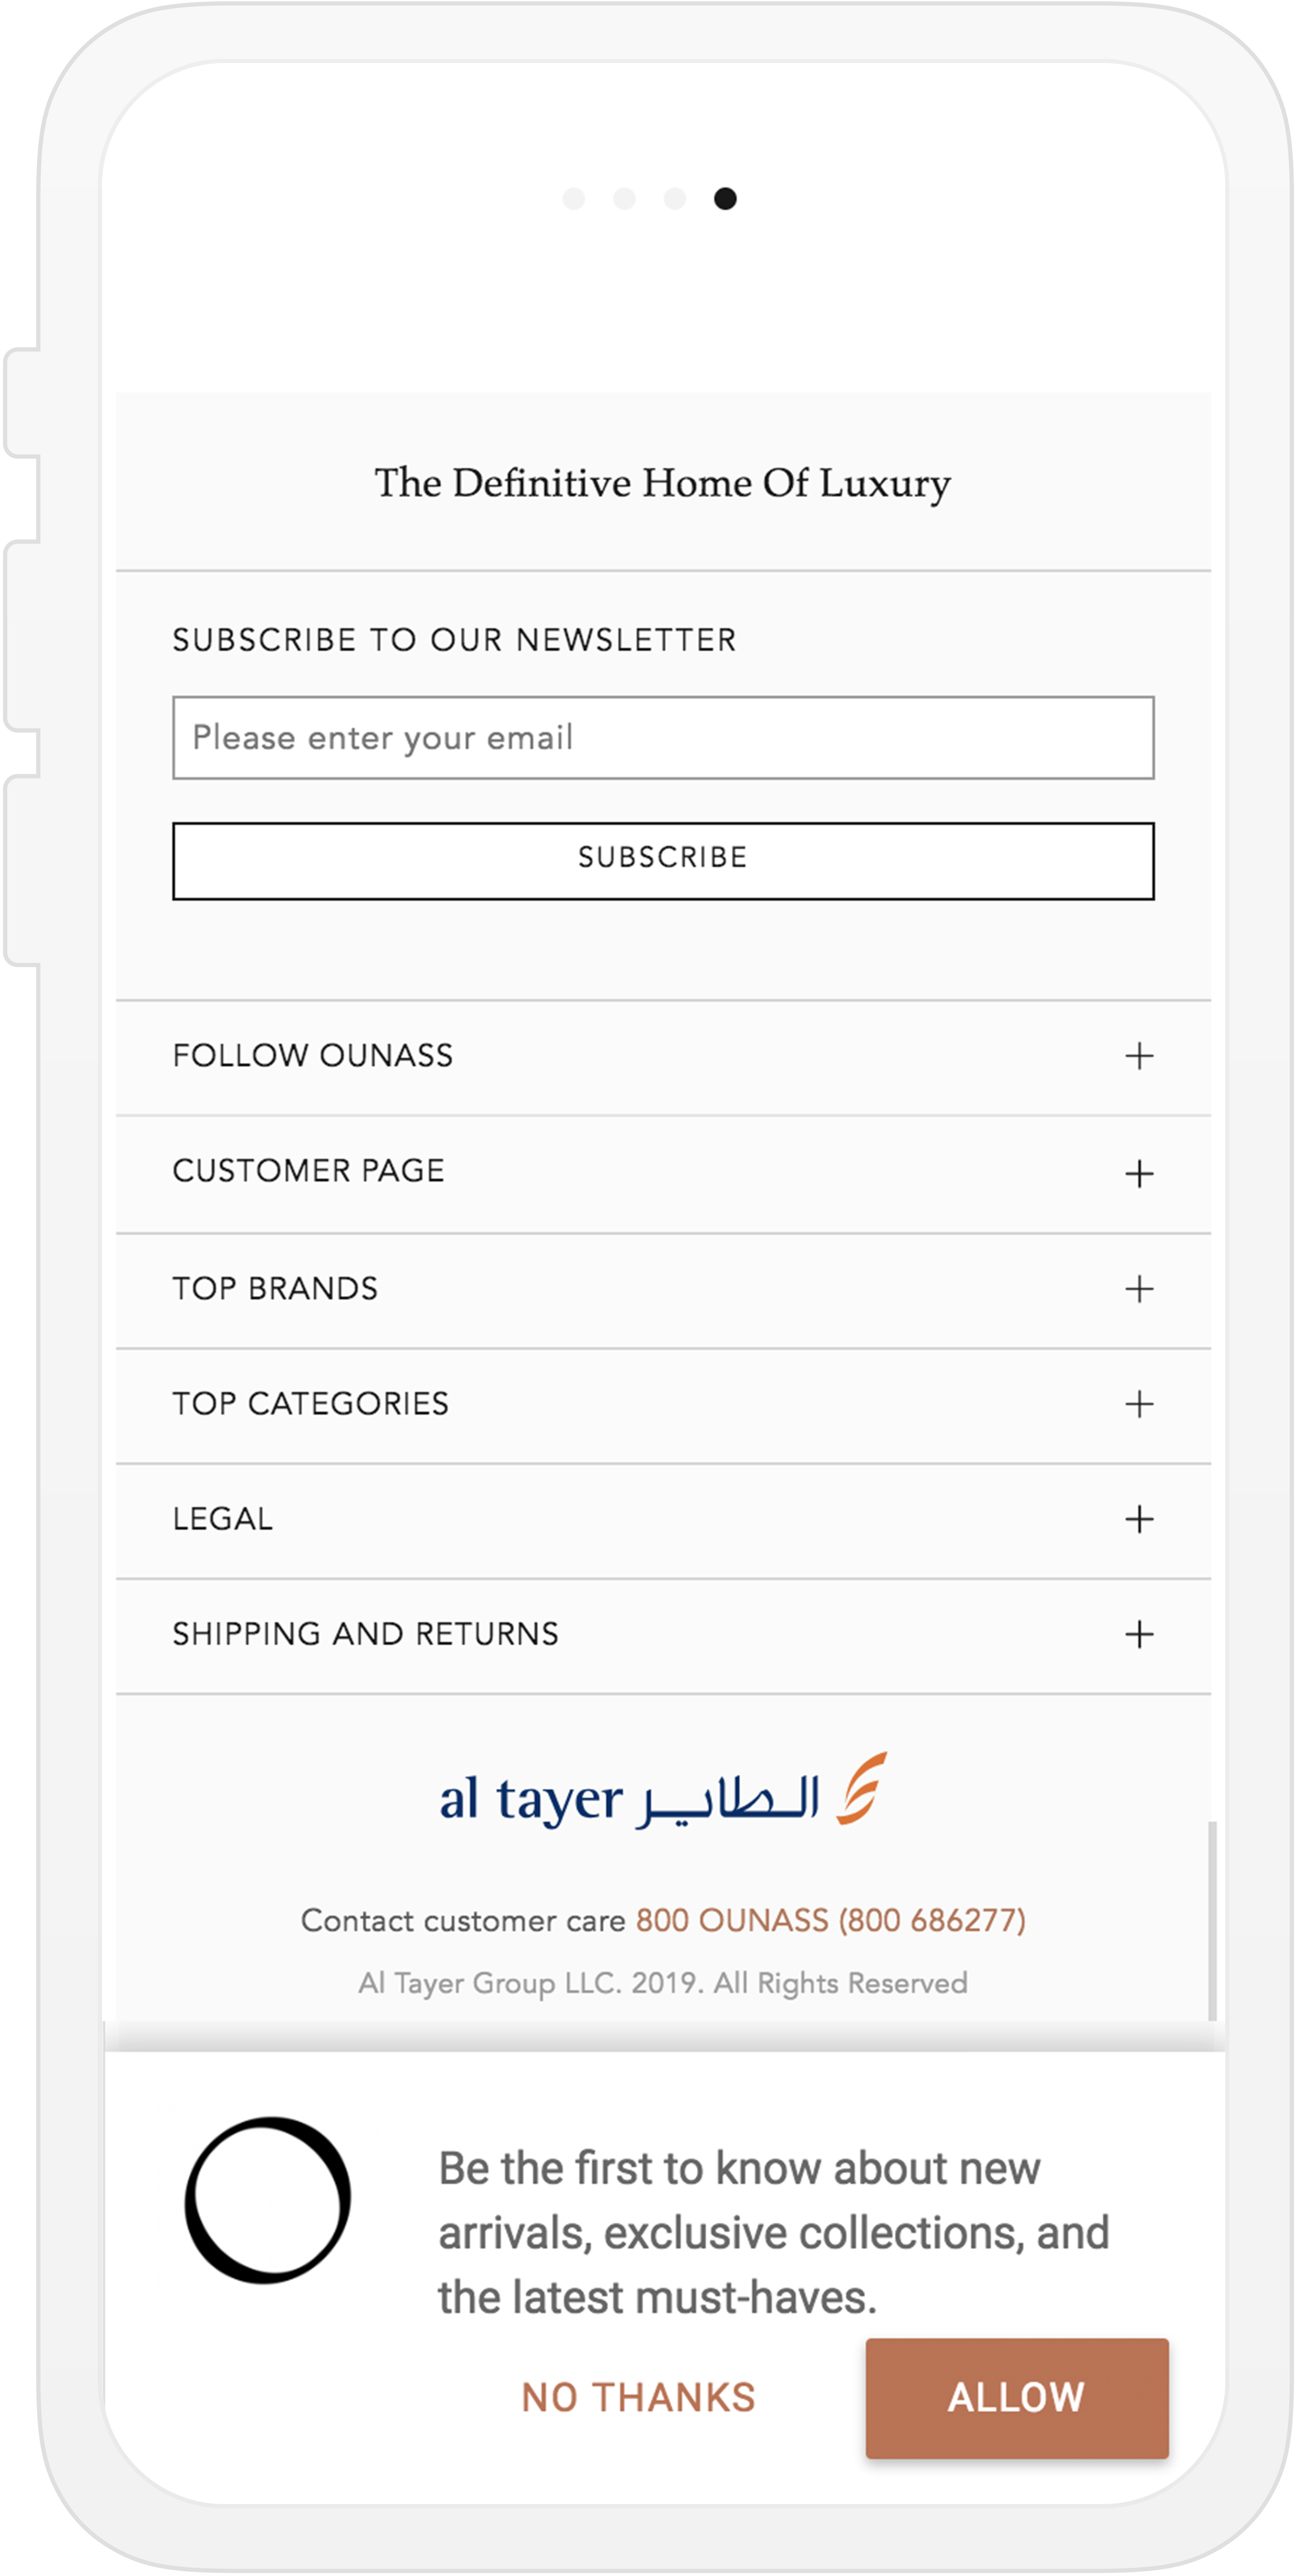 The Definitive Home Of Luxury
SUBSCRIBE TO OUR NEWSLETTER
Please enter your email
SUBSCRIBE
FOLLOW OUNASS
CUSTOMER PAGE
TOP BRANDS
TOP CATEGORIES
LEGAL
SHIPPING AND RETURNS
al tayer الطاير
Contact customer care 800 OUNASS (800 686277)
Al Tayer Group LLC. 2019. All Rights Reserved
Be the first to know about new
arrivals, exclusive collections, and
the latest must-haves.
NO THANKS
ALLOW